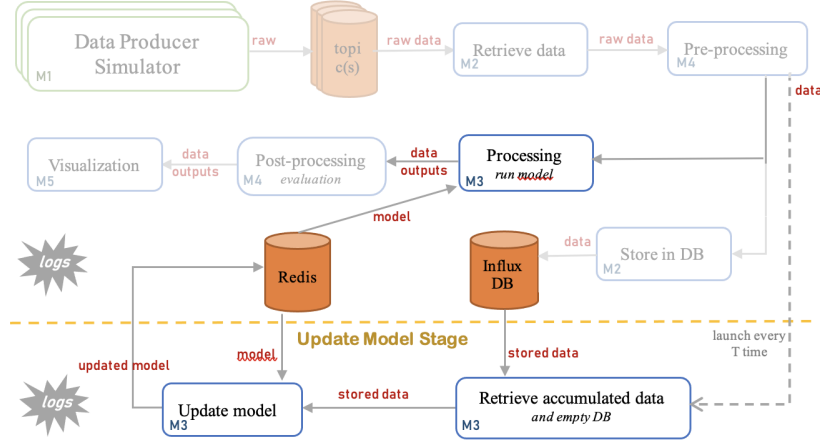 Data Producer
Simulator
M1
raw
topi
c(s)
raw data
Retrieve data
M2
raw data
Pre-processing
M4
data
Visualization
M5
data
outputs
Post-processing
evaluation
M4
data
outputs
Processing
run model
M3
model
logs
Redis
Influx
DB
data
Store in DB
M2
Update Model Stage
launch every
T time
updated model
model
stored data
logs
Update model
M3
stored data
Retrieve accumulated data
and empty DB
M3